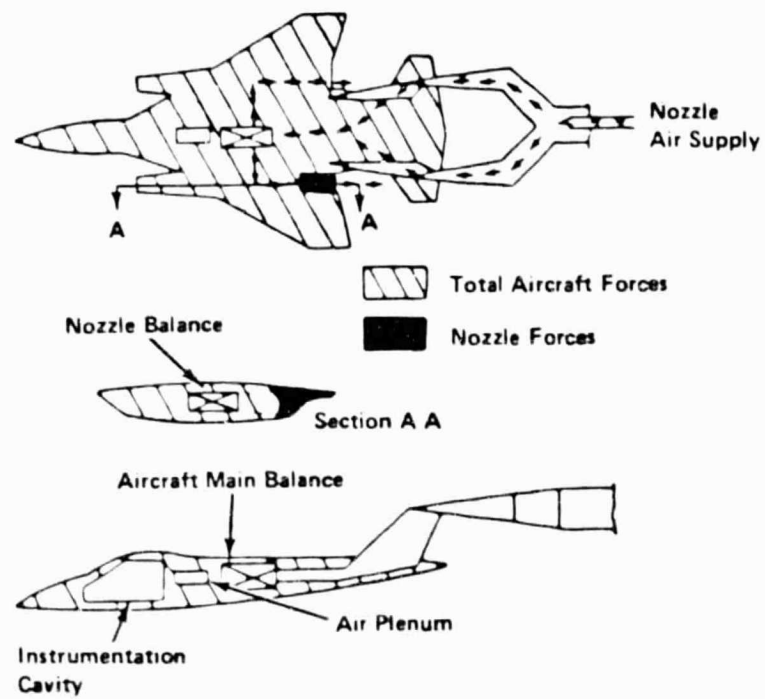 Nozzle
Air Supply
A
A
Total Aircraft Forces
Nozzle Balance
Nozzle Forces
Section A A
Aircraft Main Balance
Air Plenum
Instrumentation
Cavity